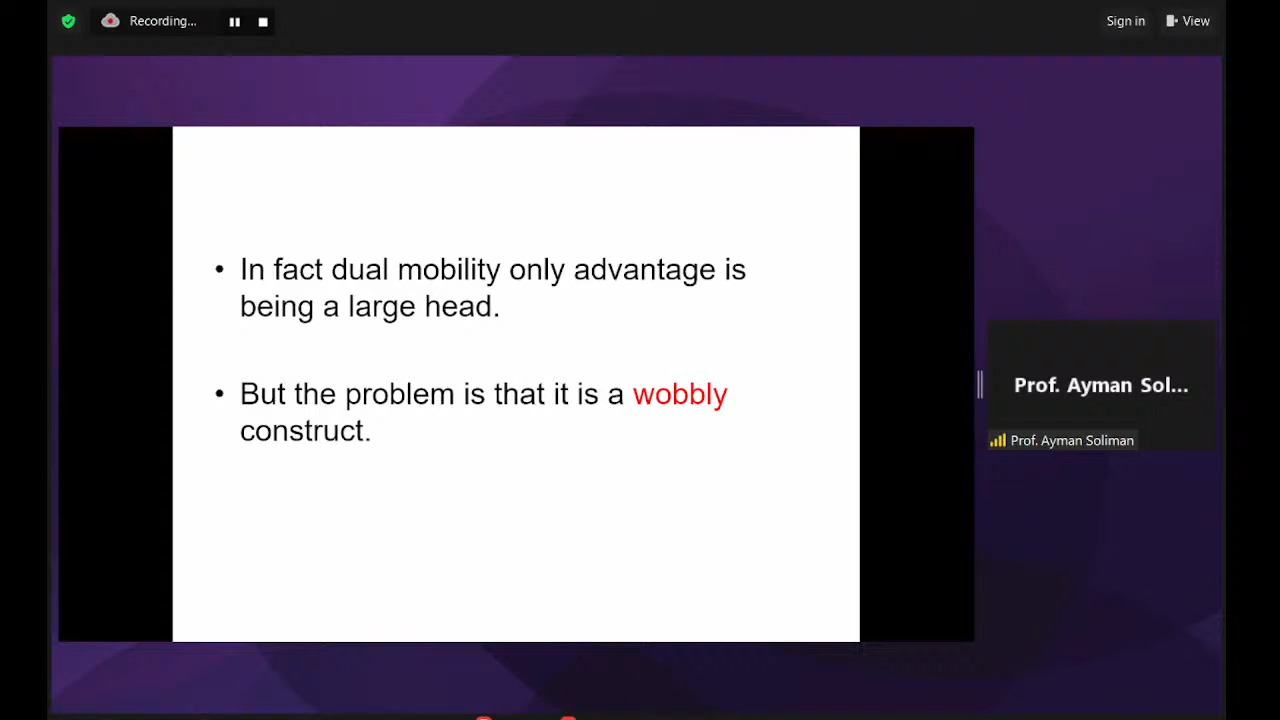 Recording...
Sign in
View
• In fact dual mobility only advantage is
being a large head.
• But the problem is that it is a wobbly
construct.
Prof. Ayman Sol...
Prof. Ayman Soliman